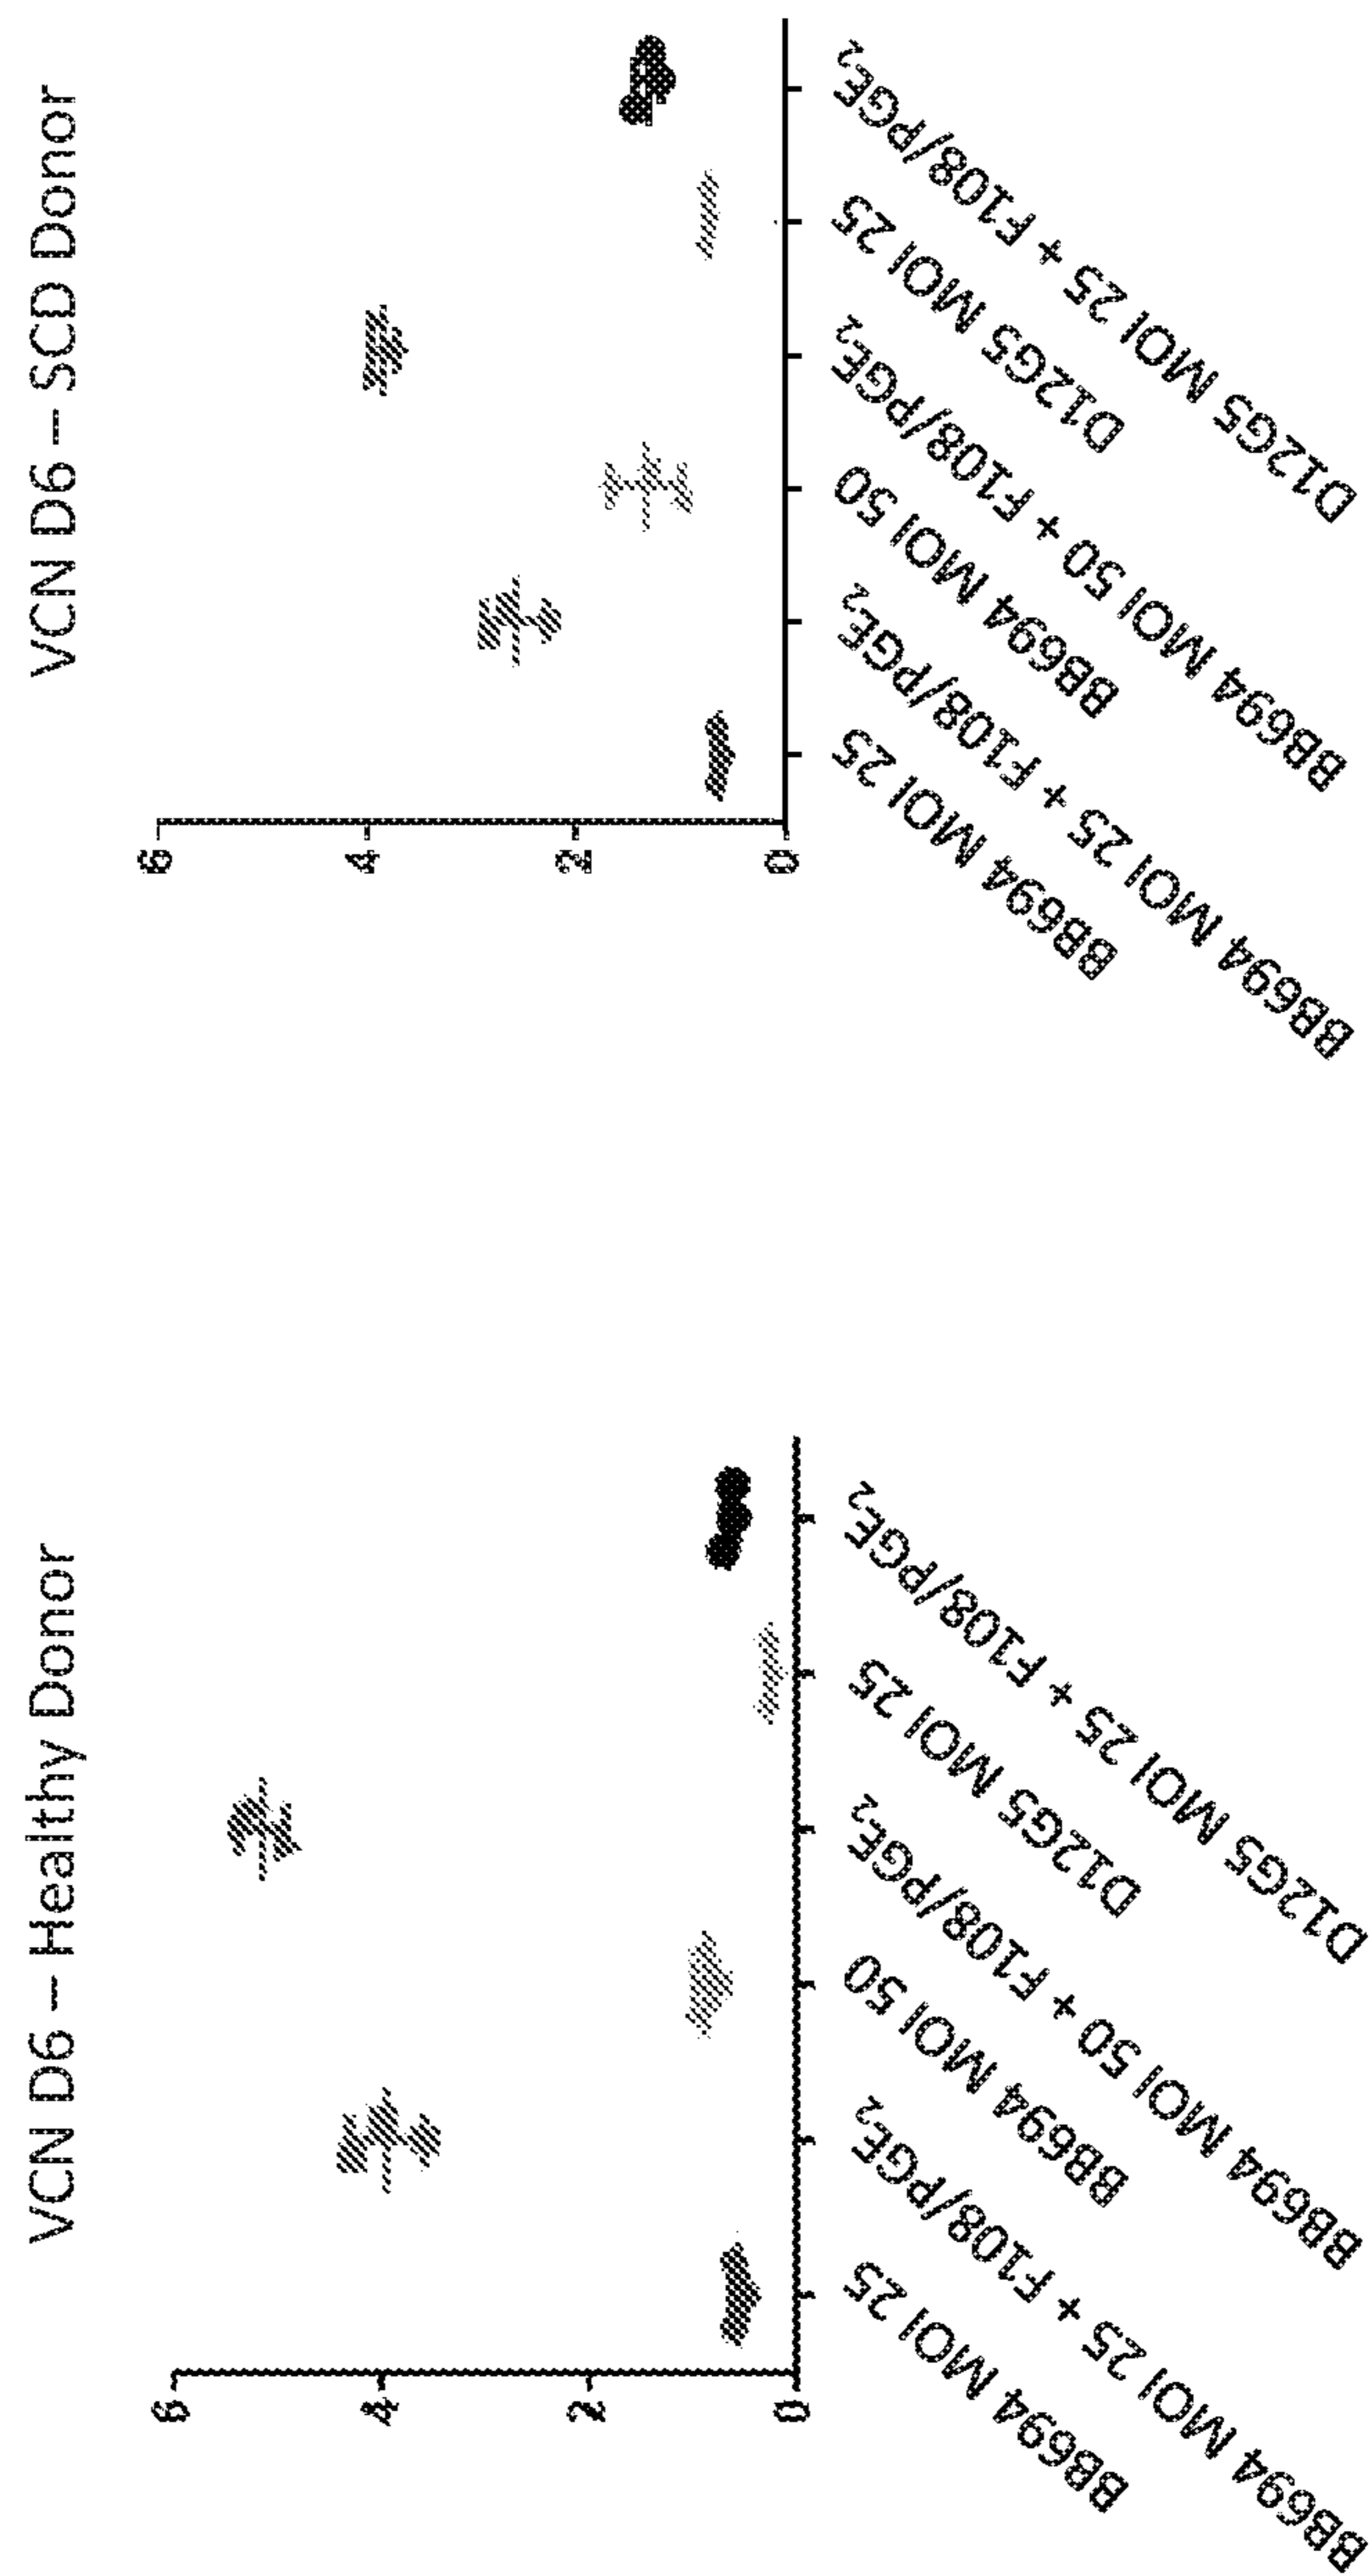 VCN D6 – Healthy Donor
6
4
2
0
BB694 MOI 25
BB694 MOI 25 + F108/PGE₂
BB694 MOI 50
BB694 MOI 50 + F108/PGE₂
D12G5 MOI 25
D12G5 MOI 25 + F108/PGE₂
VCN D6 – SCD Donor
6
4
2
0
BB694 MOI 25
BB694 MOI 25 + F108/PGE₂
BB694 MOI 50
BB694 MOI 50 + F108/PGE₂
D12G5 MOI 25
D12G5 MOI 25 + F108/PGE₂